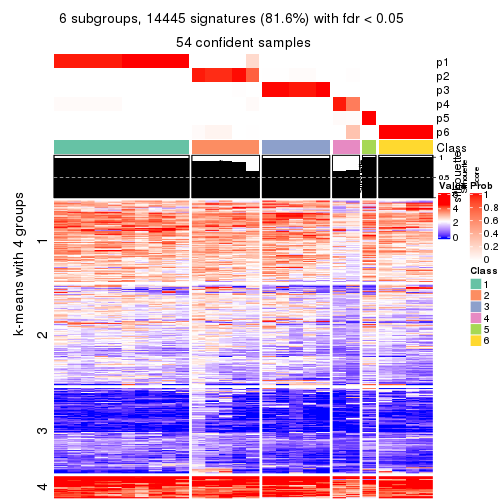 6 subgroups, 14445 signatures (81.6%) with fdr < 0.05
54 confident samples
p1
p2
p3
p4
p5
p6
Class
1
0.5
0
Silhouette
score
k-means with 4 groups
1
2
3
4
Value
4
2
0
Prob
1
0.8
0.6
0.4
0.2
0
Class
1
2
3
4
5
6